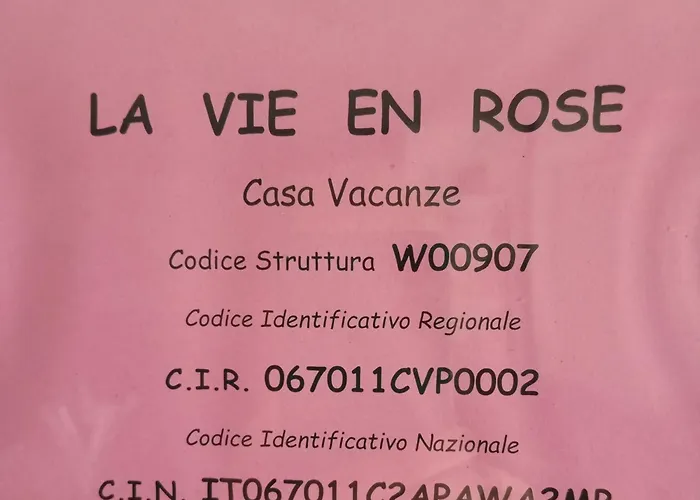 LA VIE EN ROSE
Casa Vacanze
Codice Struttura W00907
Codice Identificativo Regionale
C.I.R. 067011CVP0002
Codice Identificativo Nazionale
C.I.N.